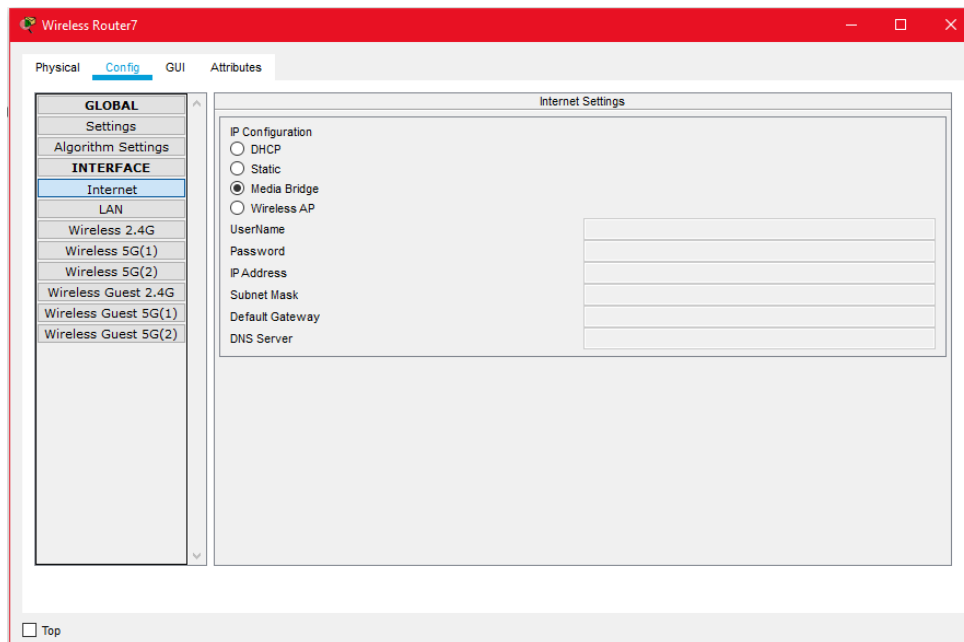 Wireless Router7
Physical Config GUI Attributes
GLOBAL
Settings
Algorithm Settings
INTERFACE
Internet
LAN
Wireless 2.4G
Wireless 5G(1)
Wireless 5G(2)
Wireless Guest 2.4G
Wireless Guest 5G(1)
Wireless Guest 5G(2)
Internet Settings
IP Configuration
DHCP
Static
Media Bridge
Wireless AP
UserName
Password
IP Address
Subnet Mask
Default Gateway
DNS Server
Top